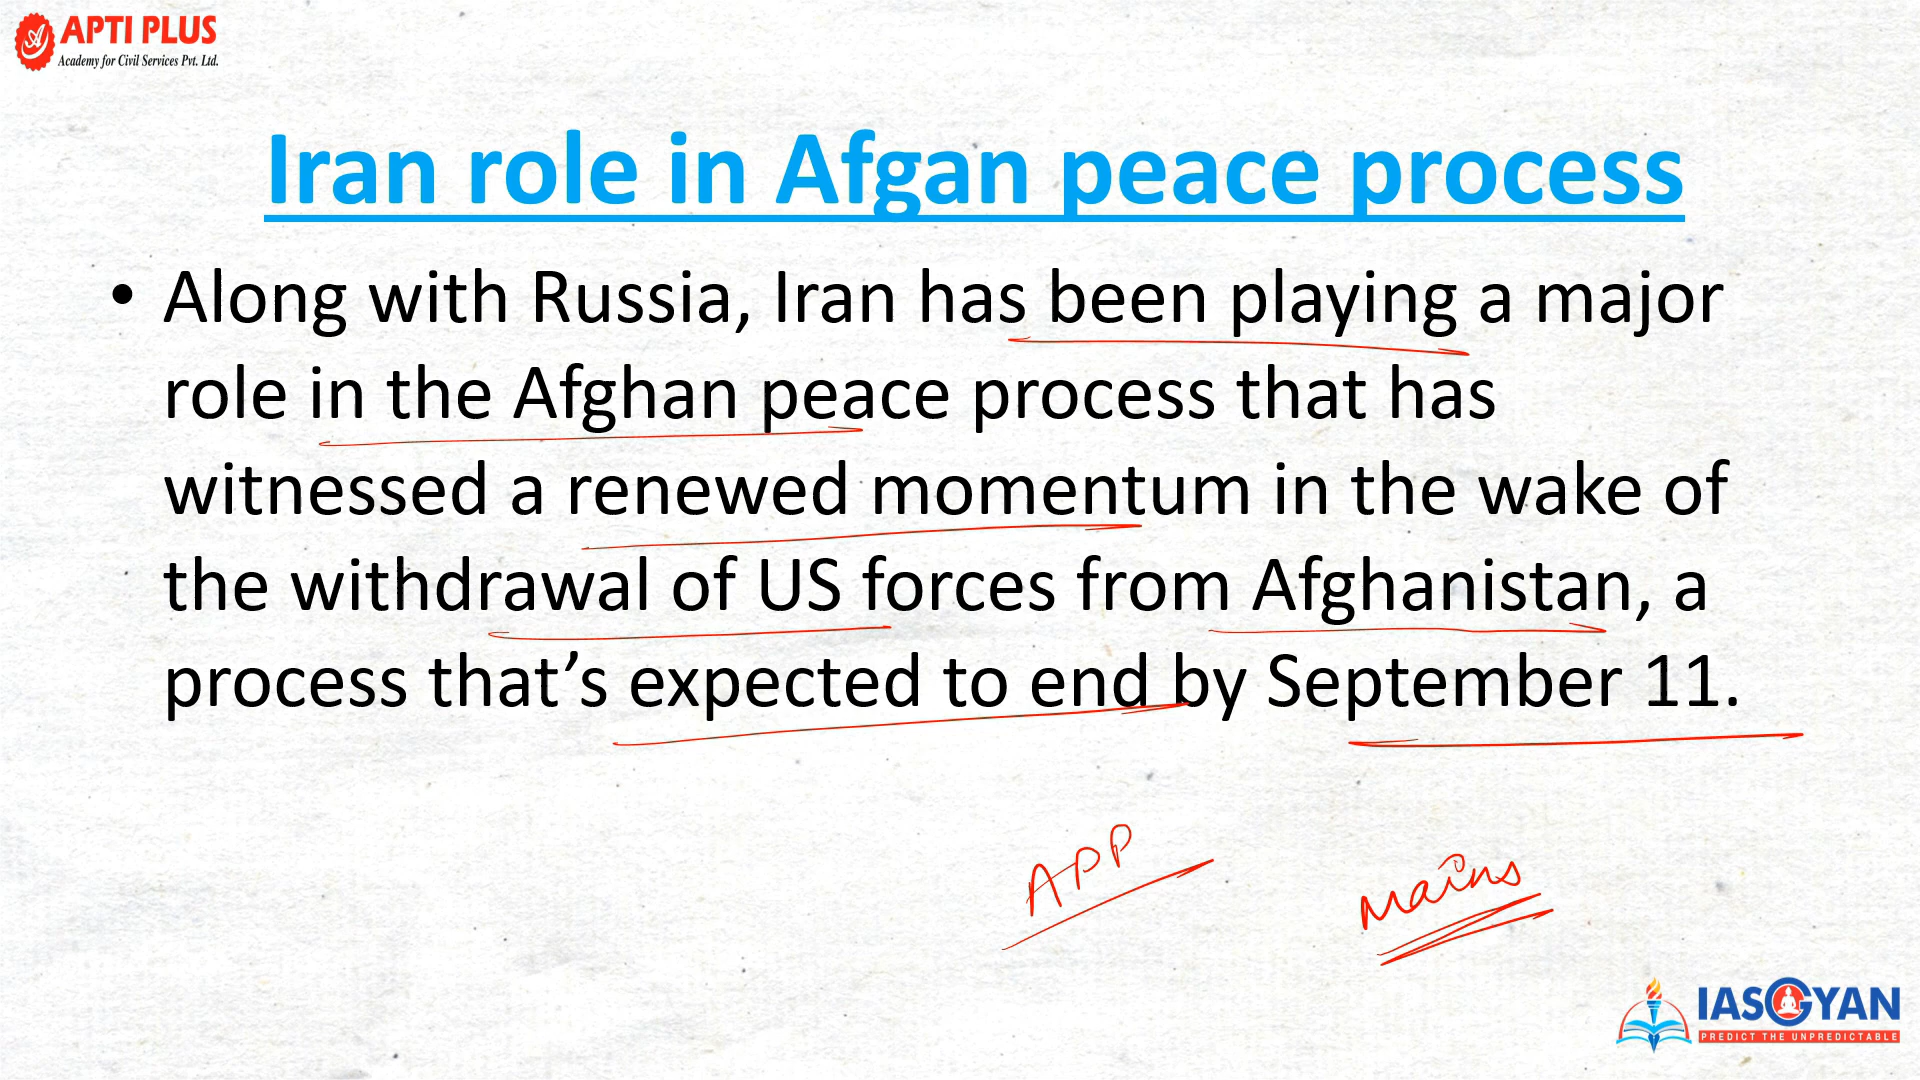 APTI PLUS
Academy for Civil Services Pvt. Ltd.
Iran role in Afgan peace process
• Along with Russia, Iran has been playing a major
role in the Afghan peace process that has
witnessed a renewed momentum in the wake of
the withdrawal of US forces from Afghanistan, a
process that’s expected to end by September 11.
APP
Mains
IASGYAN
PREDICT THE UNPREDICTABLE